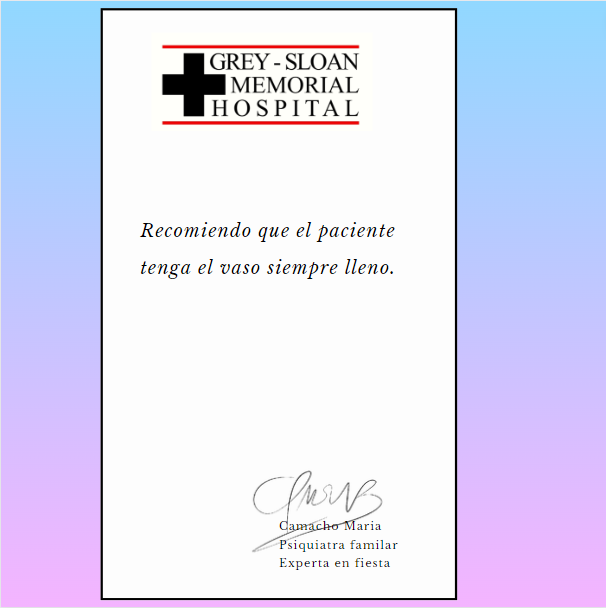 GREY - SLOAN
MEMORIAL
HOSPITAL
Recomiendo que el paciente
tenga el vaso siempre lleno.
Camacho Maria
Psiquiatra familar
Experta en fiesta